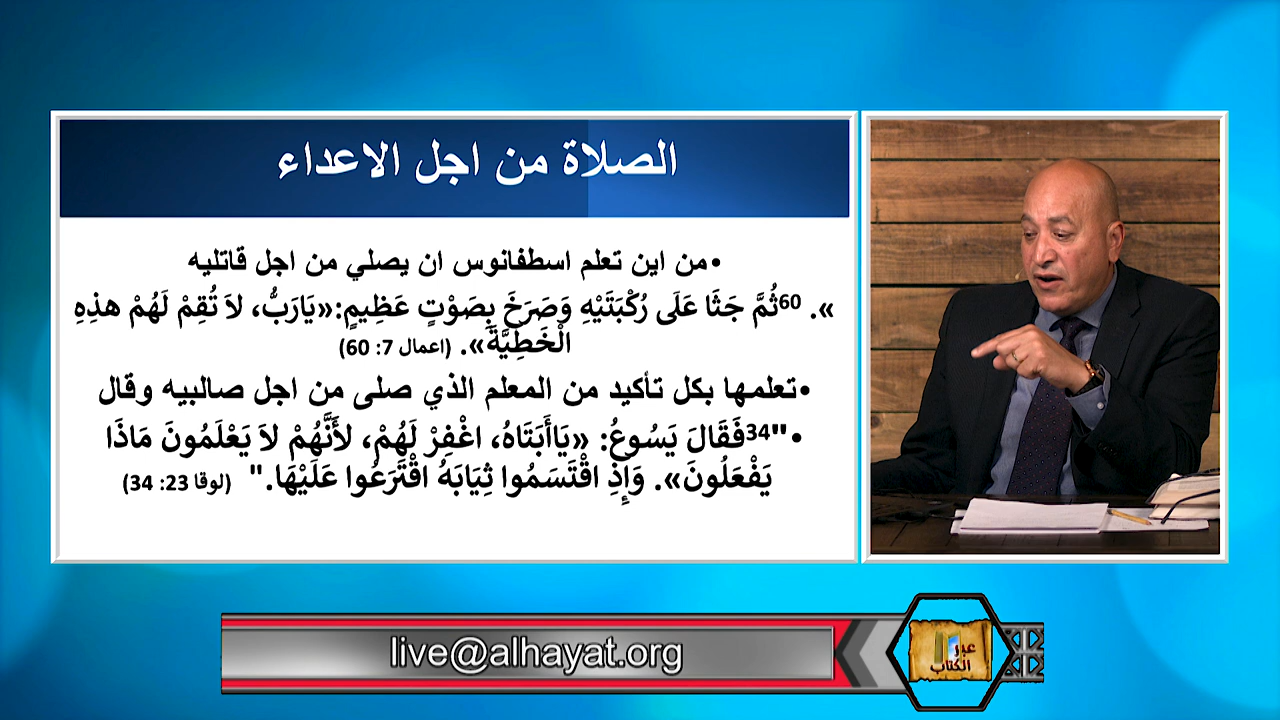 الصلاة من اجل الاعداء
•من اين تعلم اسطفانوس ان يصلي من اجل قاتليه
». 60ثُمَّ جَثَا عَلَى رُكْبَتَيْهِ وَصَرَخَ بِصَوْتٍ عَظِيمٍ:«يَارَبُّ، لاَ تُقِمْ لَهُمْ هذِهِ
الْخَطِيَّةَ». (اعمال 7: 60)
•تعلمها بكل تأكيد من المعلم الذي صلى من اجل صالبيه وقال
•"34فَقَالَ يَسُوعُ: «يَاأَبَتَاهُ، اغْفِرْ لَهُمْ، لأَنَّهُمْ لاَ يَعْلَمُونَ مَاذَا
يَفْعَلُونَ». وَإِذِ اقْتَسَمُوا ثِيَابَهُ اقْتَرَعُوا عَلَيْهَا." (لوقا 23: 34)
live@alhayat.org
عبر
الكتاب